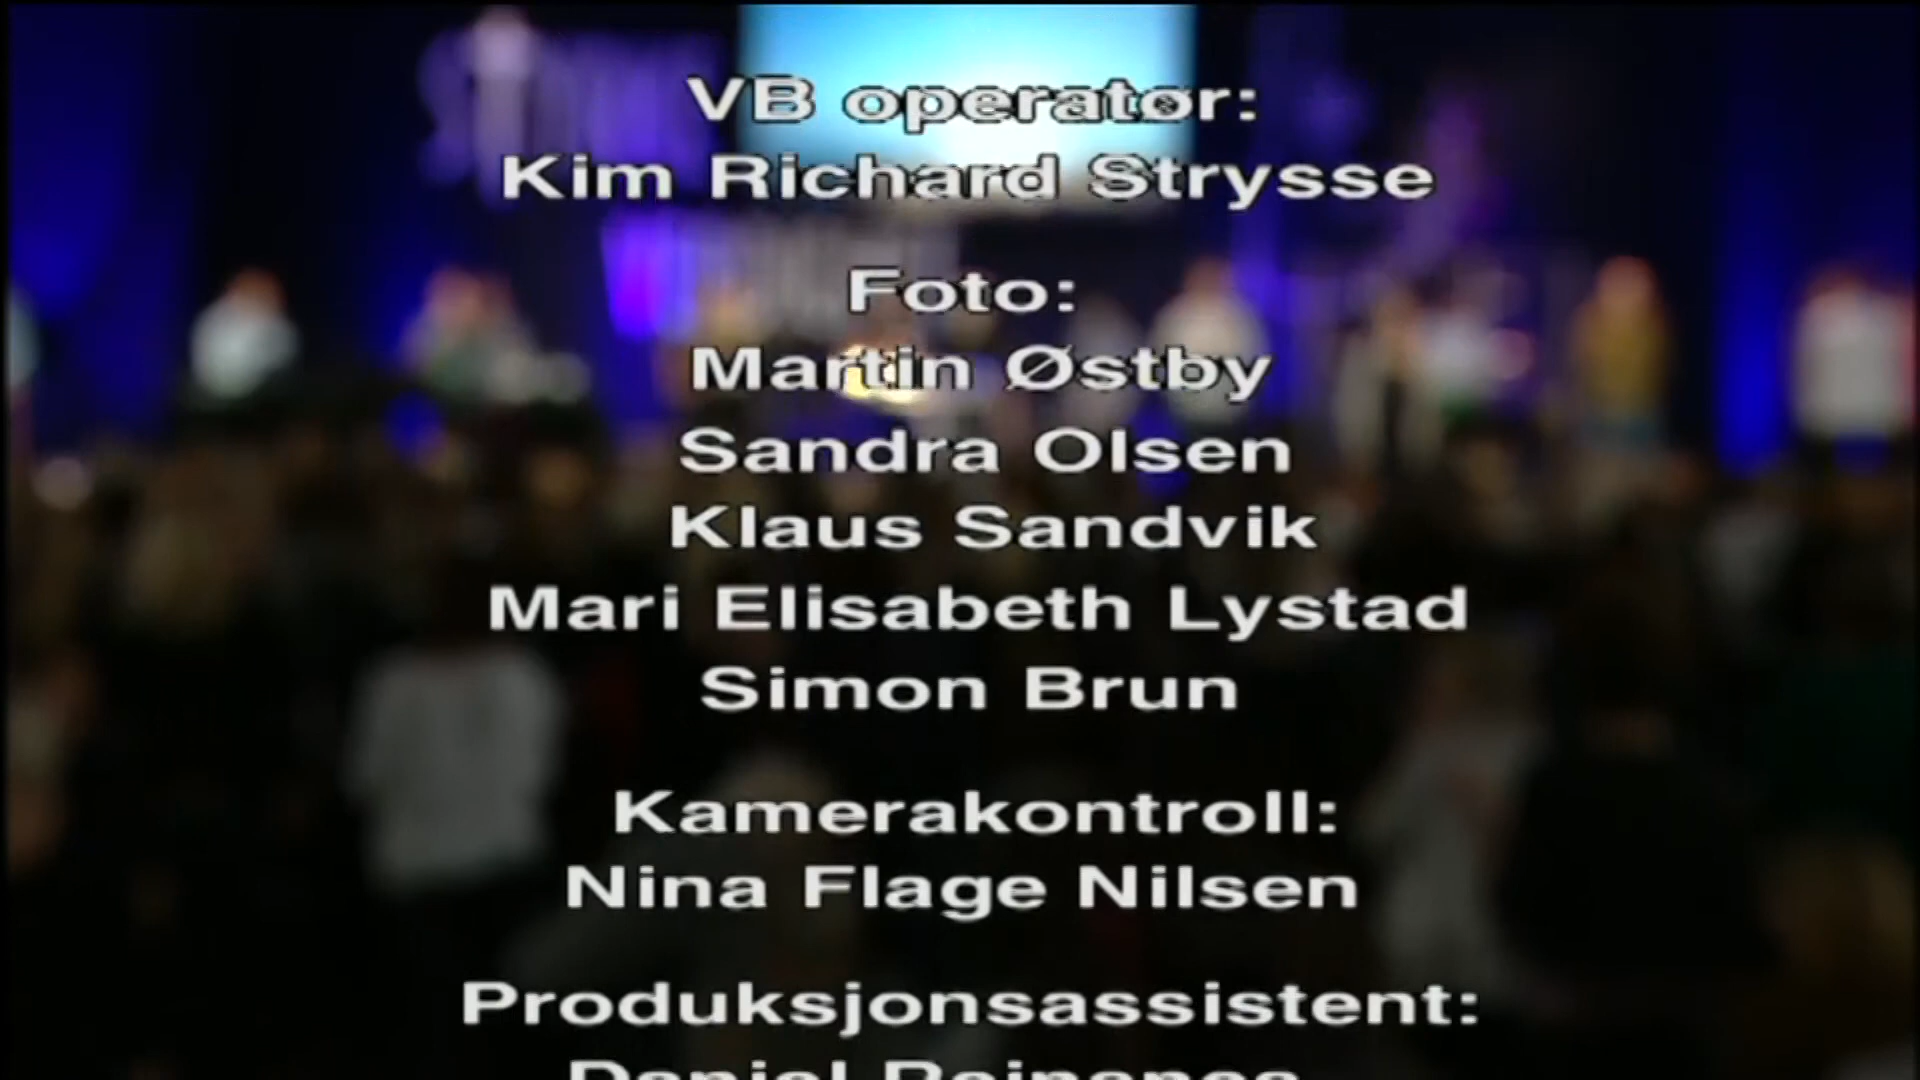 VB operatør:
Kim Richard Strysse
Foto:
Martin Østby
Sandra Olsen
Klaus Sandvik
Mari Elisabeth Lystad
Simon Brun
Kamerakontroll:
Nina Flage Nilsen
Produksjonsassistent:
Daniel